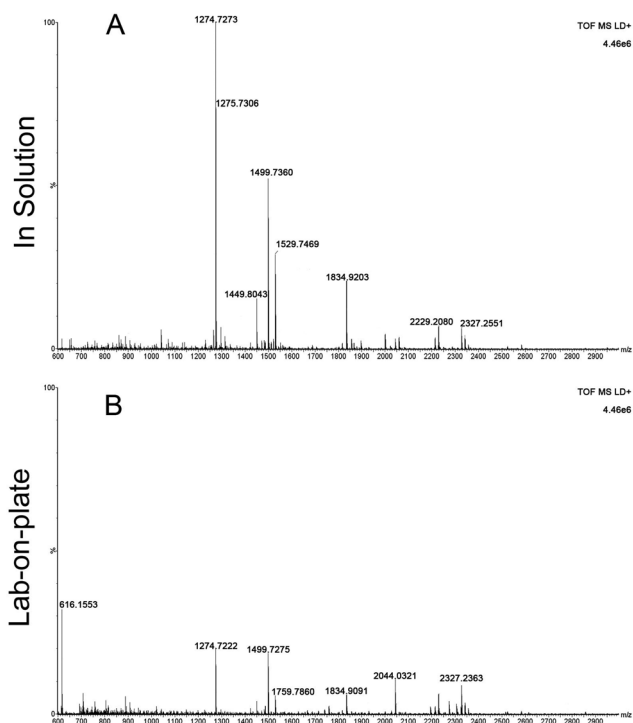 A
TOF MS LD+
4.46e6
In Solution
100
%
1274.7273
1275.7306
1499.7360
1529.7469
1449.8043
1834.9203
2229.2080
2327.2551
600 700 800 900 1000 1100 1200 1300 1400 1500 1600 1700 1800 1900 2000 2100 2200 2300 2400 2500 2600 2700 2800 2900 m/z
B
TOF MS LD+
4.46e6
Lab-on-plate
100
%
616.1553
1274.7222
1499.7275
1759.7860
1834.9091
2044.0321
2327.2363
600 700 800 900 1000 1100 1200 1300 1400 1500 1600 1700 1800 1900 2000 2100 2200 2300 2400 2500 2600 2700 2800 2900 m/z